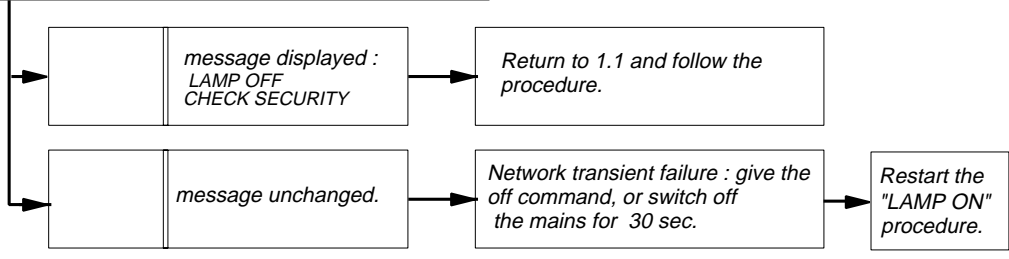 message displayed :
LAMP OFF
CHECK SECURITY
Return to 1.1 and follow the
procedure.
message unchanged.
Network transient failure : give the
off command, or switch off
the mains for 30 sec.
Restart the
"LAMP ON"
procedure.